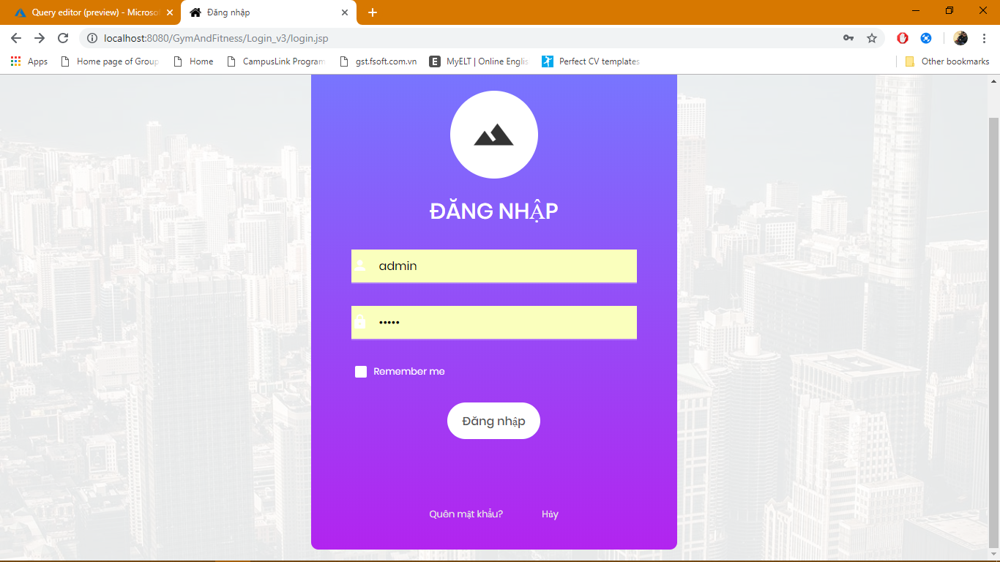 Query editor (preview) - Microsof
Đăng nhập
localhost:8080/GymAndFitness/Login_v3/login.jsp
Apps
Home page of Group
Home
CampusLink Program
gst.fsoft.com.vn
MyELT | Online Englis
Perfect CV templates
Other bookmarks
ĐĂNG NHẬP
admin
•••••
Remember me
Đăng nhập
Quên mật khẩu?
Hủy